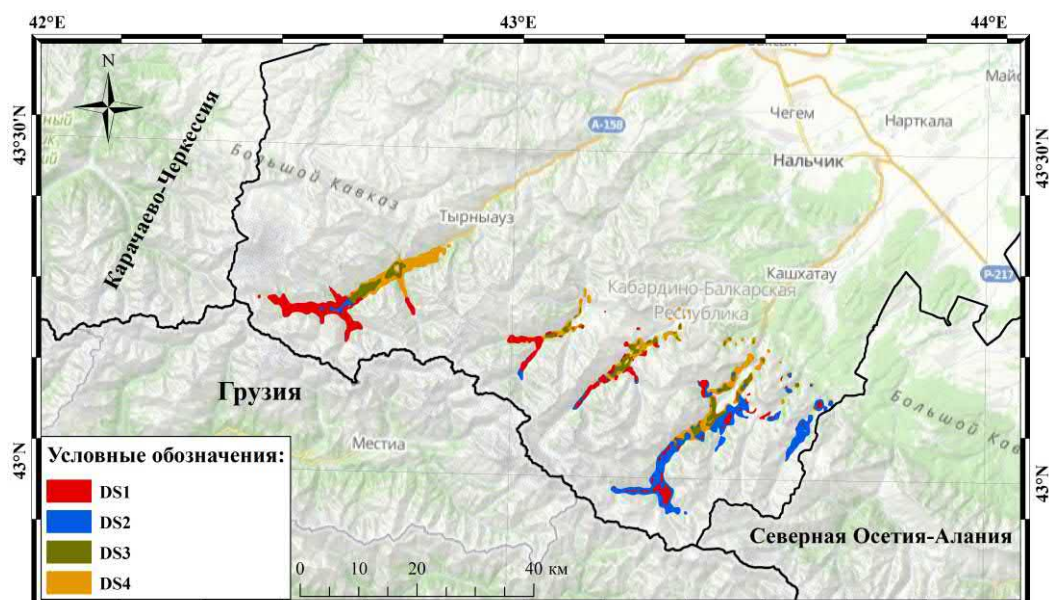 42°E
43°E
44°E
N
Чегем
Нарткала
А-158
43°30'N
43°30'N
Карачаево-Черкессия
Большой Кавказ
Нальчик
Тырныауз
Кашхатау
Р-217
Кабардино-Балкарская
Республика
Грузия
Большой Кав
Местиа
43°N
43°N
Условные обозначения:
DS1
DS2
DS3
DS4
Северная Осетия-Алания
0 10 20 40 км